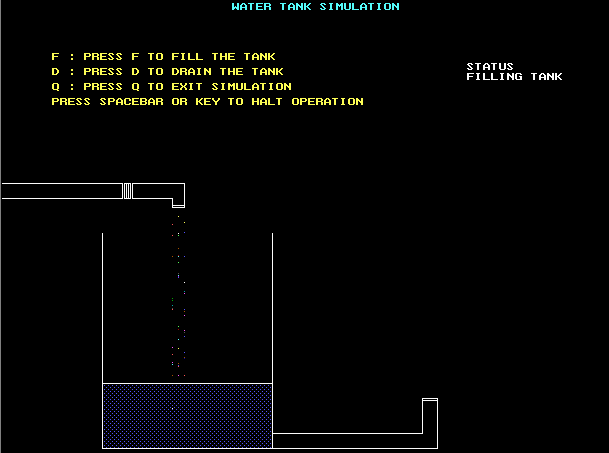 WATER TANK SIMULATION
F : PRESS F TO FILL THE TANK
D : PRESS D TO DRAIN THE TANK
Q : PRESS Q TO EXIT SIMULATION
PRESS SPACEBAR OR KEY TO HALT OPERATION
STATUS
FILLING TANK